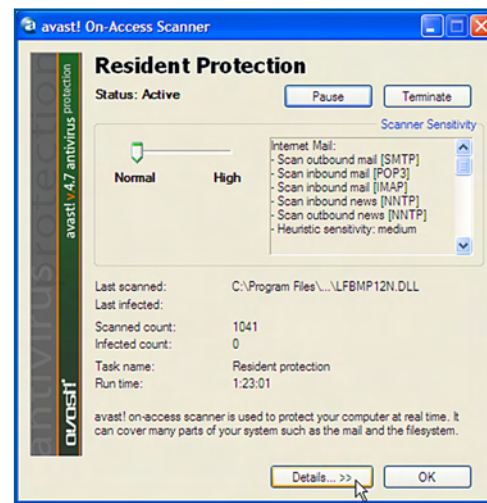 avast! On-Access Scanner
Resident Protection
Status: Active
Pause
Terminate
Scanner Sensitivity
Normal
High
Internet Mail:
- Scan outbound mail [SMTP]
- Scan inbound mail [POP3]
- Scan inbound mail [IMAP]
- Scan inbound news [NNTP]
- Scan outbound news [NNTP]
- Heuristic sensitivity: medium
Last scanned: C:\Program Files\...\LFBMP12N.DLL
Last infected:
Scanned count: 1041
Infected count: 0
Task name: Resident protection
Run time: 1:23:01
avast! on-access scanner is used to protect your computer at real time. It
can cover many parts of your system such as the mail and the filesystem.
Details... >>
OK
avast! v.4.7 antivirus protection
avast!
antivirusprotection